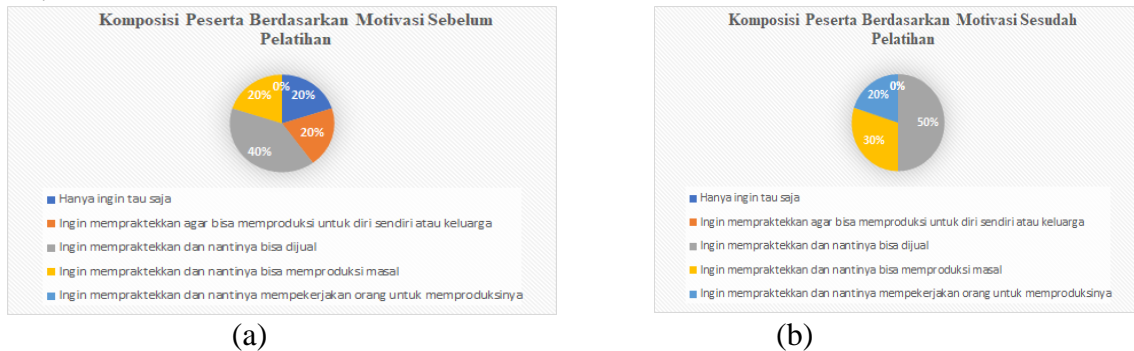 Komposisi Peserta Berdasarkan Motivasi Sebelum
Pelatihan
0%
20%
20%
20%
40%
Hanya ingin tau saja
Ingin mempraktekkan agar bisa memproduksi untuk diri sendiri atau keluarga
Ingin mempraktekkan dan nantinya bisa dijual
Ingin mempraktekkan dan nantinya bisa memproduksi masal
Ingin mempraktekkan dan nantinya mempekerjakan orang untuk memproduksinya
(a)
Komposisi Peserta Berdasarkan Motivasi Sesudah
Pelatihan
0%
20%
50%
30%
Hanya ingin tau saja
Ingin mempraktekkan agar bisa memproduksi untuk diri sendiri atau keluarga
Ingin mempraktekkan dan nantinya bisa dijual
Ingin mempraktekkan dan nantinya bisa memproduksi masal
Ingin mempraktekkan dan nantinya mempekerjakan orang untuk memproduksinya
(b)